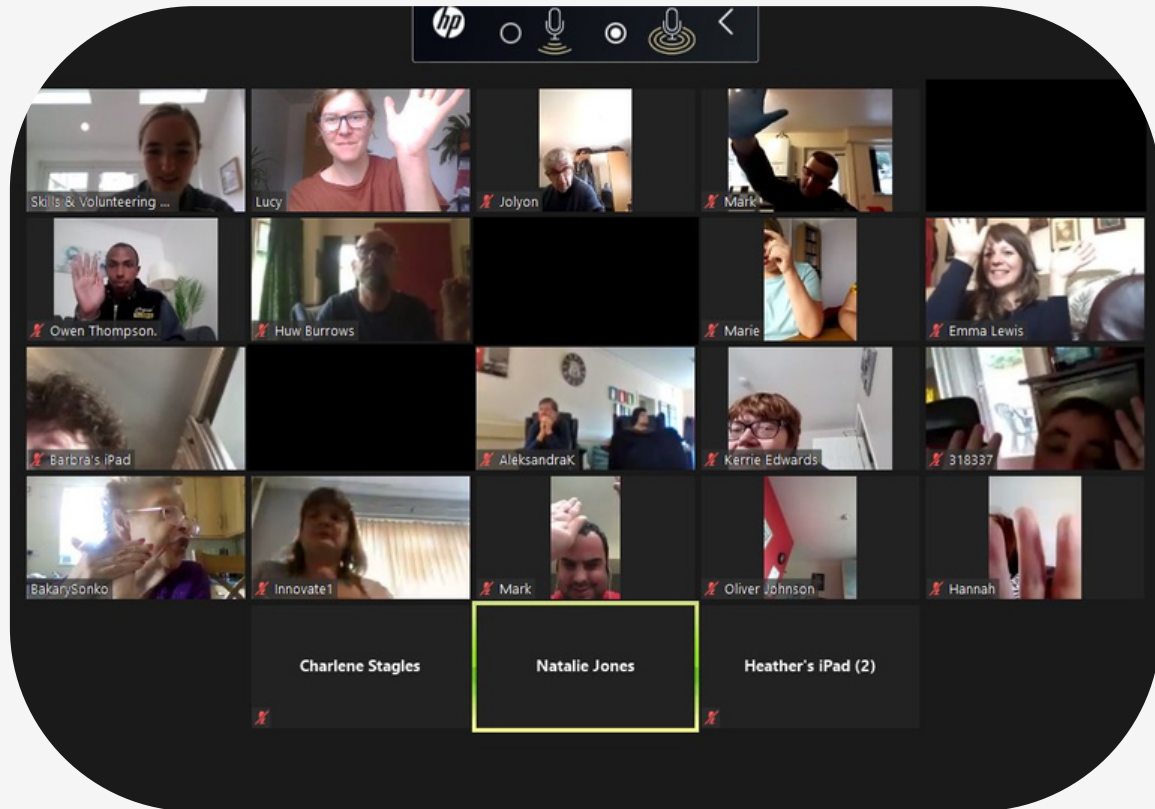 hp
Skills & Volunteering ...
Lucy
Jolyon
Mark
Owen Thompson.
Huw Burrows
Marie
Emma Lewis
Barbra's iPad
AleksandraK
Kerrie Edwards
318337
BakarySonko
Innovate1
Mark
Oliver Johnson
Hannah
Charlene Stagles
Natalie Jones
Heather's iPad (2)